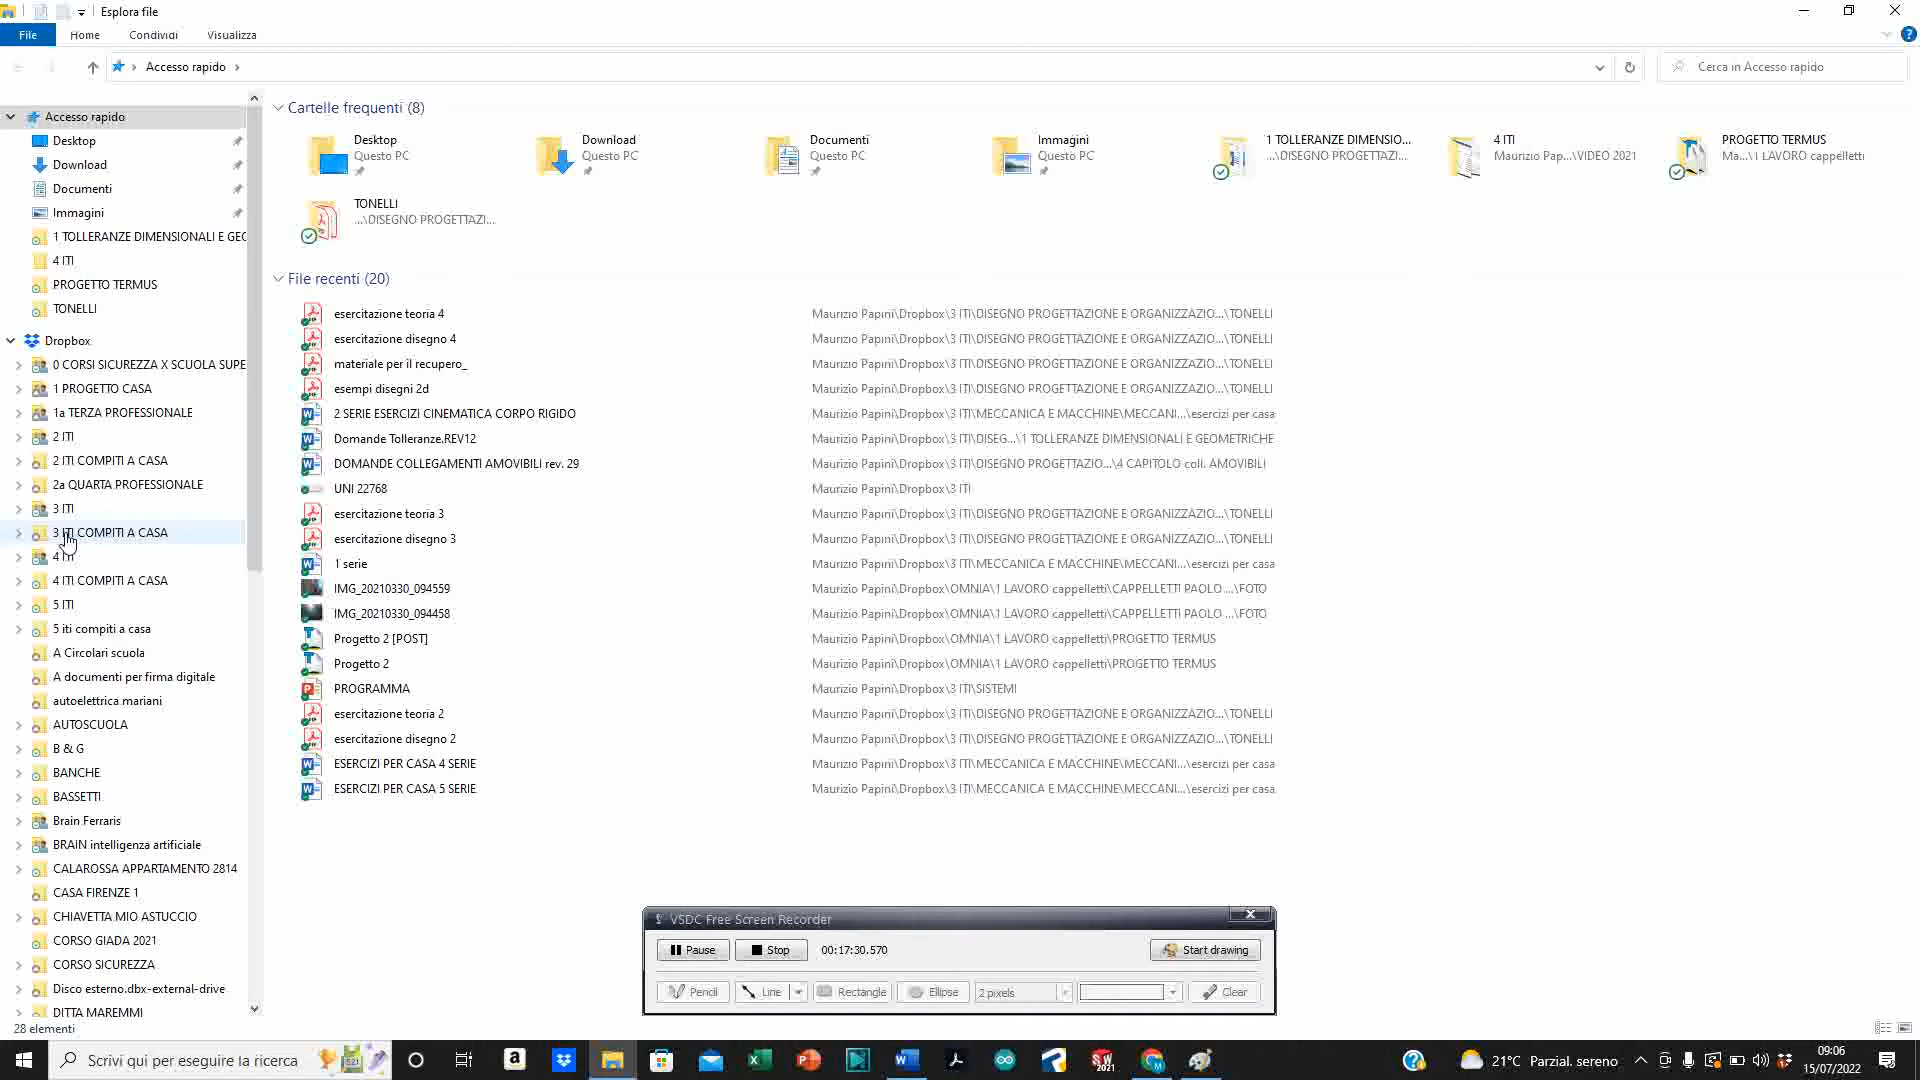 Esplora file
File
Home
Condividi
Visualizza
Accesso rapido
Cerca in Accesso rapido
Accesso rapido
Desktop
Download
Documenti
Immagini
1 TOLLERANZE DIMENSIONALI E GEC
4 ITI
PROGETTO TERMUS
TONELLI
Dropbox
0 CORSI SICUREZZA X SCUOLA SUPE
1 PROGETTO CASA
1a TERZA PROFESSIONALE
2 ITI
2 ITI COMPITI A CASA
2a QUARTA PROFESSIONALE
3 ITI
3 ITI COMPITI A CASA
4 ITI
4 ITI COMPITI A CASA
5 ITI
5 iti compiti a casa
A Circolari scuola
A documenti per firma digitale
autoelettrica mariani
AUTOSCUOLA
B & G
BANCHE
BASSETTI
Brain Ferraris
BRAIN intelligenza artificiale
CALAROSSA APPARTAMENTO 2814
CASA FIRENZE 1
CHIAVETTA MIO ASTUCCIO
CORSO GIADA 2021
CORSO SICUREZZA
Disco esterno.dbx-external-drive
DITTA MAREMMI
28 elementi
Cartelle frequenti (8)
Desktop
Questo PC
Download
Questo PC
Documenti
Questo PC
Immagini
Questo PC
1 TOLLERANZE DIMENSIO...
...\DISEGNO PROGETTAZI...
4 ITI
Maurizio Pap...\VIDEO 2021
PROGETTO TERMUS
Ma...\1 LAVORO cappelletti
TONELLI
...\DISEGNO PROGETTAZI...
File recenti (20)
esercitazione teoria 4 Maurizio Papini\Dropbox\3 ITI\DISEGNO PROGETTAZIONE E ORGANIZZAZIO...\TONELLI
esercitazione disegno 4 Maurizio Papini\Dropbox\3 ITI\DISEGNO PROGETTAZIONE E ORGANIZZAZIO...\TONELLI
materiale per il recupero_ Maurizio Papini\Dropbox\3 ITI\DISEGNO PROGETTAZIONE E ORGANIZZAZIO...\TONELLI
esempi disegni 2d Maurizio Papini\Dropbox\3 ITI\DISEGNO PROGETTAZIONE E ORGANIZZAZIO...\TONELLI
2 SERIE ESERCIZI CINEMATICA CORPO RIGIDO Maurizio Papini\Dropbox\3 ITI\MECCANICA E MACCHINE\MECCANI...\esercizi per casa
Domande Tolleranze.REV12 Maurizio Papini\Dropbox\3 ITI\DISEG...\1 TOLLERANZE DIMENSIONALI E GEOMETRICHE
DOMANDE COLLEGAMENTI AMOVIBILI rev. 29 Maurizio Papini\Dropbox\3 ITI\DISEGNO PROGETTAZIO...\4 CAPITOLO coll. AMOVIBILI
UNI 22768 Maurizio Papini\Dropbox\3 ITI
esercitazione teoria 3 Maurizio Papini\Dropbox\3 ITI\DISEGNO PROGETTAZIONE E ORGANIZZAZIO...\TONELLI
esercitazione disegno 3 Maurizio Papini\Dropbox\3 ITI\DISEGNO PROGETTAZIONE E ORGANIZZAZIO...\TONELLI
1 serie Maurizio Papini\Dropbox\3 ITI\MECCANICA E MACCHINE\MECCANI...\esercizi per casa
IMG_20210330_094559 Maurizio Papini\Dropbox\OMNIA\1 LAVORO cappelletti\CAPPELLETTI PAOLO ...\FOTO
IMG_20210330_094458 Maurizio Papini\Dropbox\OMNIA\1 LAVORO cappelletti\CAPPELLETTI PAOLO ...\FOTO
Progetto 2 [POST] Maurizio Papini\Dropbox\OMNIA\1 LAVORO cappelletti\PROGETTO TERMUS
Progetto 2 Maurizio Papini\Dropbox\OMNIA\1 LAVORO cappelletti\PROGETTO TERMUS
PROGRAMMA Maurizio Papini\Dropbox\3 ITI\SISTEMI
esercitazione teoria 2 Maurizio Papini\Dropbox\3 ITI\DISEGNO PROGETTAZIONE E ORGANIZZAZIO...\TONELLI
esercitazione disegno 2 Maurizio Papini\Dropbox\3 ITI\DISEGNO PROGETTAZIONE E ORGANIZZAZIO...\TONELLI
ESERCIZI PER CASA 4 SERIE Maurizio Papini\Dropbox\3 ITI\MECCANICA E MACCHINE\MECCANI...\esercizi per casa
ESERCIZI PER CASA 5 SERIE Maurizio Papini\Dropbox\3 ITI\MECCANICA E MACCHINE\MECCANI...\esercizi per casa
VSDC Free Screen Recorder
Pause Stop 00:17:30.570 Start drawing
Pencil Line Rectangle Ellipse 2 pixels Clear
Scrivi qui per eseguire la ricerca
21°C Parzial. sereno
09:06
15/07/2022